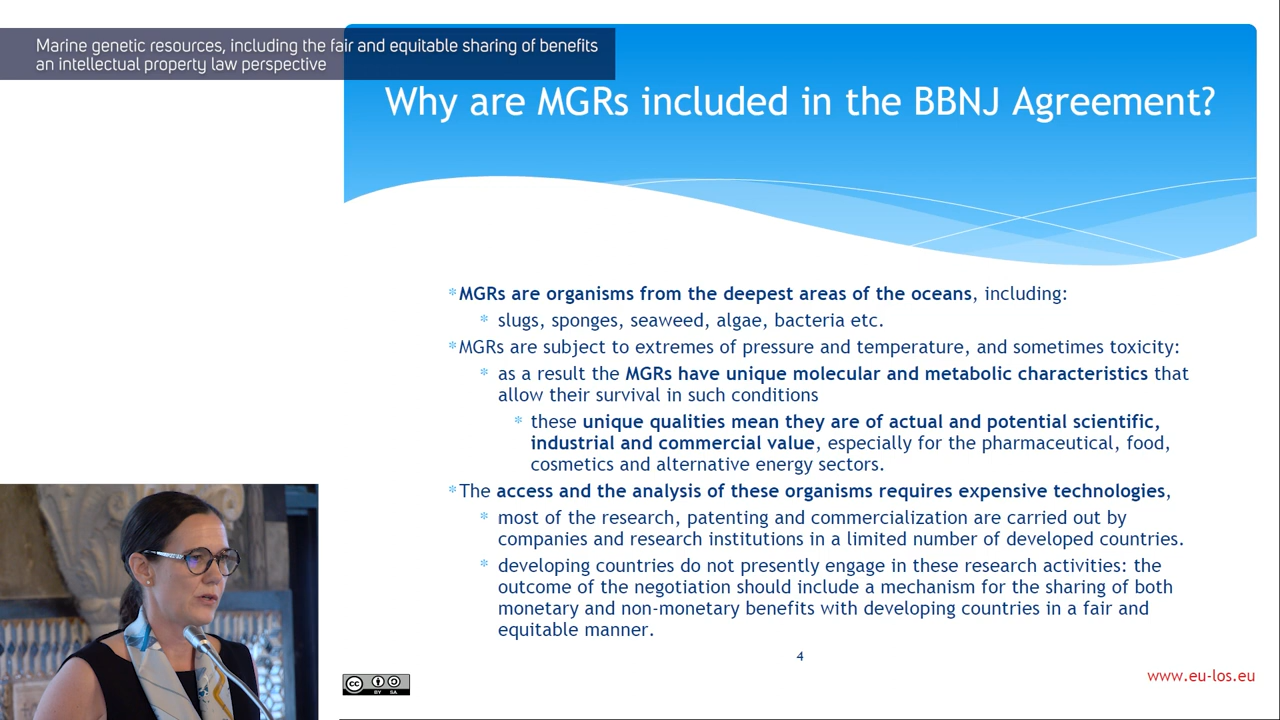 Marine genetic resources, including the fair and equitable sharing of benefits
an intellectual property law perspective
Why are MGRs included in the BBNJ Agreement?
*MGRs are organisms from the deepest areas of the oceans, including:
* slugs, sponges, seaweed, algae, bacteria etc.
*MGRs are subject to extremes of pressure and temperature, and sometimes toxicity:
* as a result the MGRs have unique molecular and metabolic characteristics that
allow their survival in such conditions
* these unique qualities mean they are of actual and potential scientific,
industrial and commercial value, especially for the pharmaceutical, food,
cosmetics and alternative energy sectors.
*The access and the analysis of these organisms requires expensive technologies,
* most of the research, patenting and commercialization are carried out by
companies and research institutions in a limited number of developed countries.
* developing countries do not presently engage in these research activities: the
outcome of the negotiation should include a mechanism for the sharing of both
monetary and non-monetary benefits with developing countries in a fair and
equitable manner.
4
cc BY SA
www.eu-los.eu